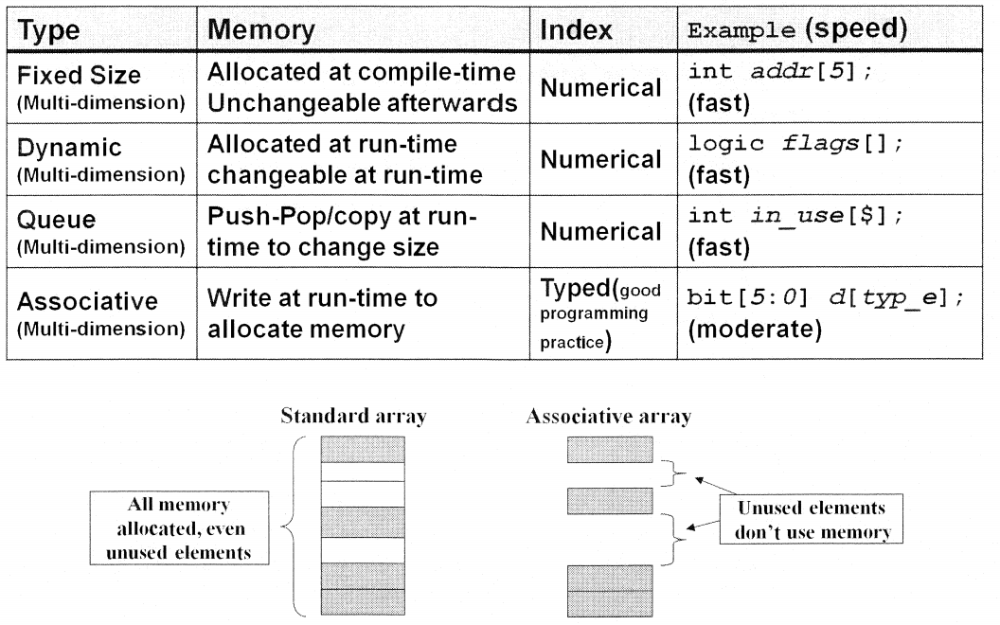 Type Memory Index Example (speed)
Fixed Size
(Multi-dimension)
Allocated at compile-time
Unchangeable afterwards
Numerical
int addr[5];
(fast)
Dynamic
(Multi-dimension)
Allocated at run-time
changeable at run-time
Numerical
logic flags[];
(fast)
Queue
(Multi-dimension)
Push-Pop/copy at run-
time to change size
Numerical
int in_use[$];
(fast)
Associative
(Multi-dimension)
Write at run-time to
allocate memory
Typed(good
programming
practice)
bit[5:0] d[typ_e];
(moderate)
Standard array
Associative array
All memory
allocated, even
unused elements
Unused elements
don't use memory